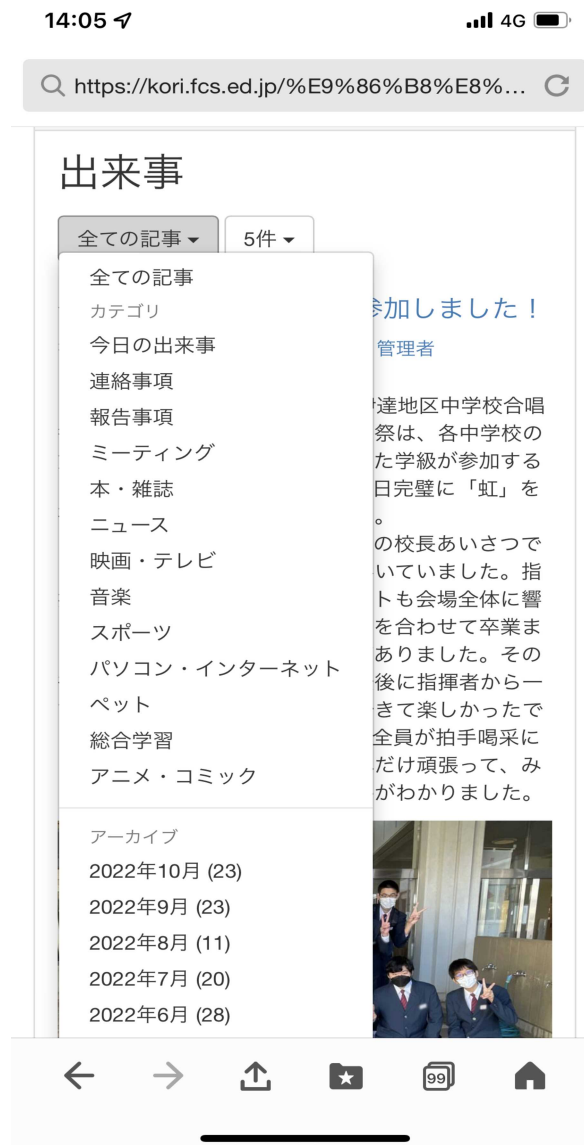 14:05
4G
https://kori.fcs.ed.jp/%E9%86%B8%E8%...
出来事
全ての記事 5件
全ての記事
カテゴリ
今日の出来事
連絡事項
報告事項
ミーティング
本・雑誌
ニュース
映画・テレビ
音楽
スポーツ
パソコン・インターネット
ペット
総合学習
アニメ・コミック
アーカイブ
2022年10月 (23)
2022年9月 (23)
2022年8月 (11)
2022年7月 (20)
2022年6月 (28)
参加しました！
管理者
達地区中学校合唱
祭は、各中学校の
た学級が参加する
日完璧に「虹」を
。
の校長あいさつで
いていました。指
トも会場全体に響
を合わせて卒業ま
ありました。その
後に指揮者から一
きて楽しかったで
全員が拍手喝采に
だけ頑張って、み
がわかりました。
99